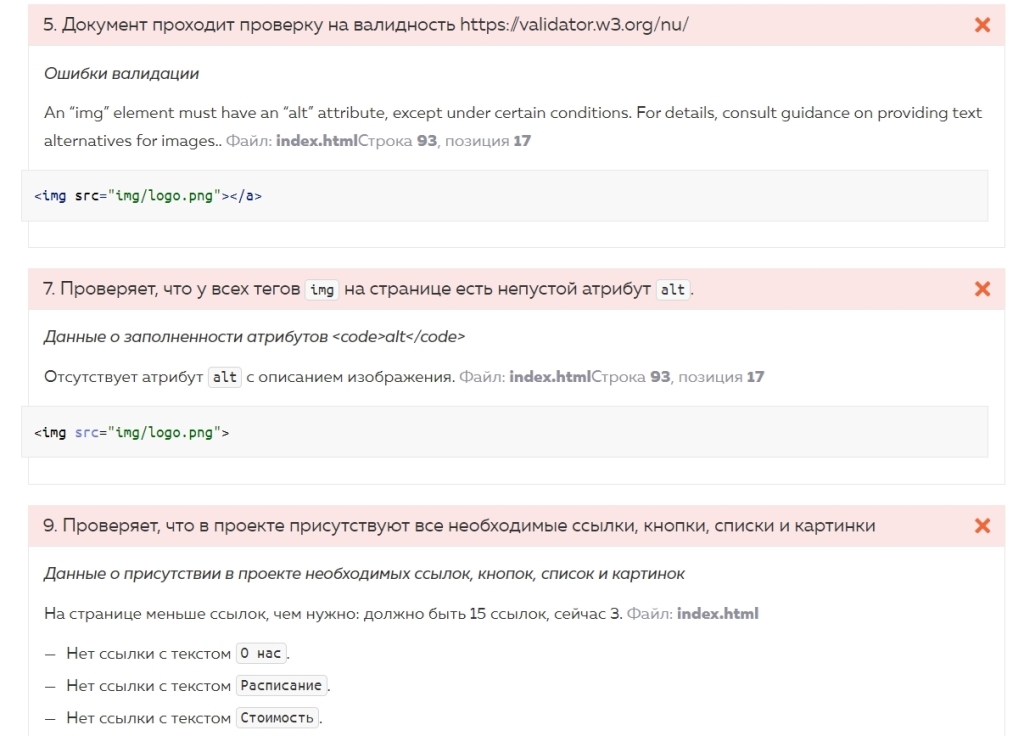 5. Документ проходит проверку на валидность https://validator.w3.org/nu/
Ошибки валидации
An “img” element must have an “alt” attribute, except under certain conditions. For details, consult guidance on providing text
alternatives for images.. Файл: index.htmlСтрока 93, позиция 17
<img src="img/logo.png"></a>
7. Проверяет, что у всех тегов img на странице есть непустой атрибут alt.
Данные о заполненности атрибутов <code>alt</code>
Отсутствует атрибут alt с описанием изображения. Файл: index.htmlСтрока 93, позиция 17
<img src="img/logo.png">
9. Проверяет, что в проекте присутствуют все необходимые ссылки, кнопки, списки и картинки
Данные о присутствии в проекте необходимых ссылок, кнопок, список и картинок
На странице меньше ссылок, чем нужно: должно быть 15 ссылок, сейчас 3. Файл: index.html
— Нет ссылки с текстом О нас.
— Нет ссылки с текстом Расписание.
— Нет ссылки с текстом Стоимость.